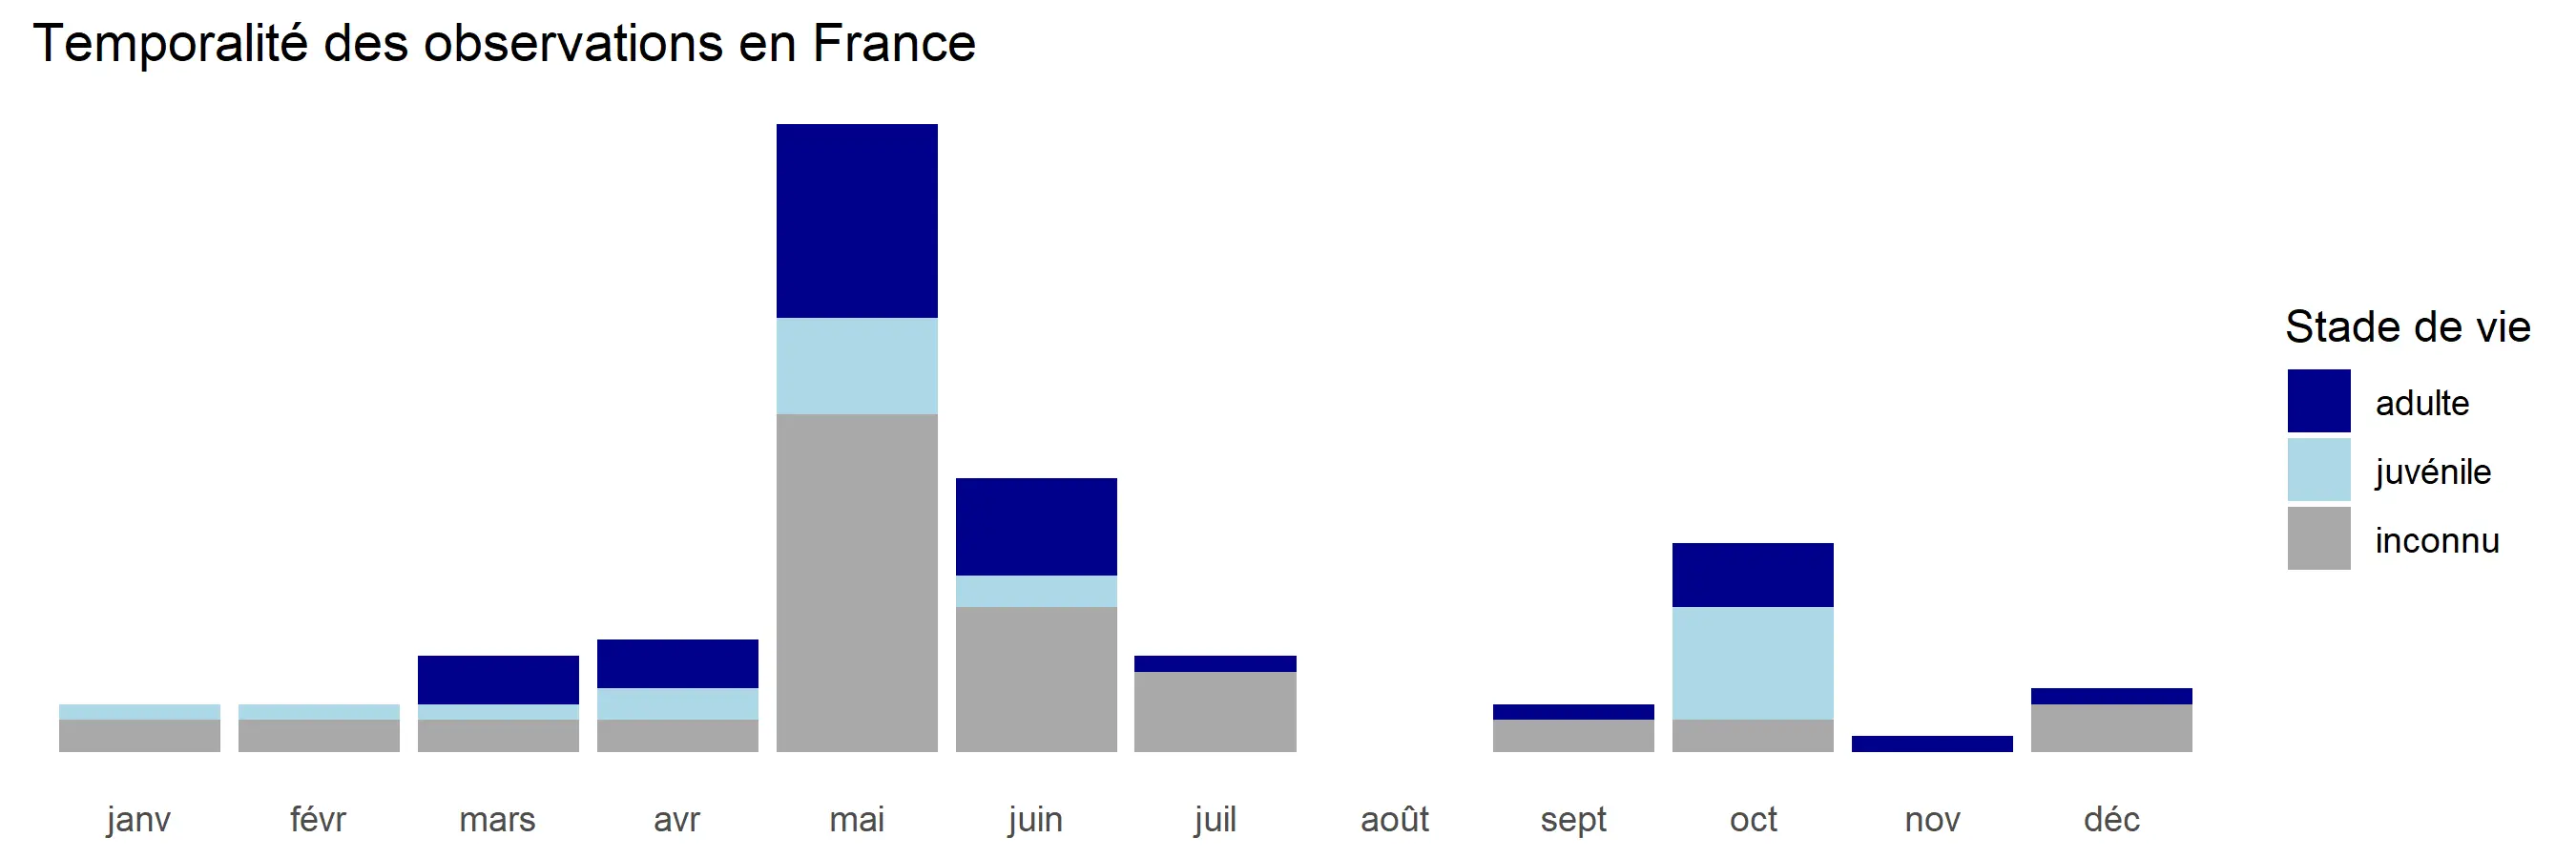 Temporalité des observations en France
Stade de vie
adulte
juvénile
inconnu
janv févr mars avr mai juin juil août sept oct nov déc